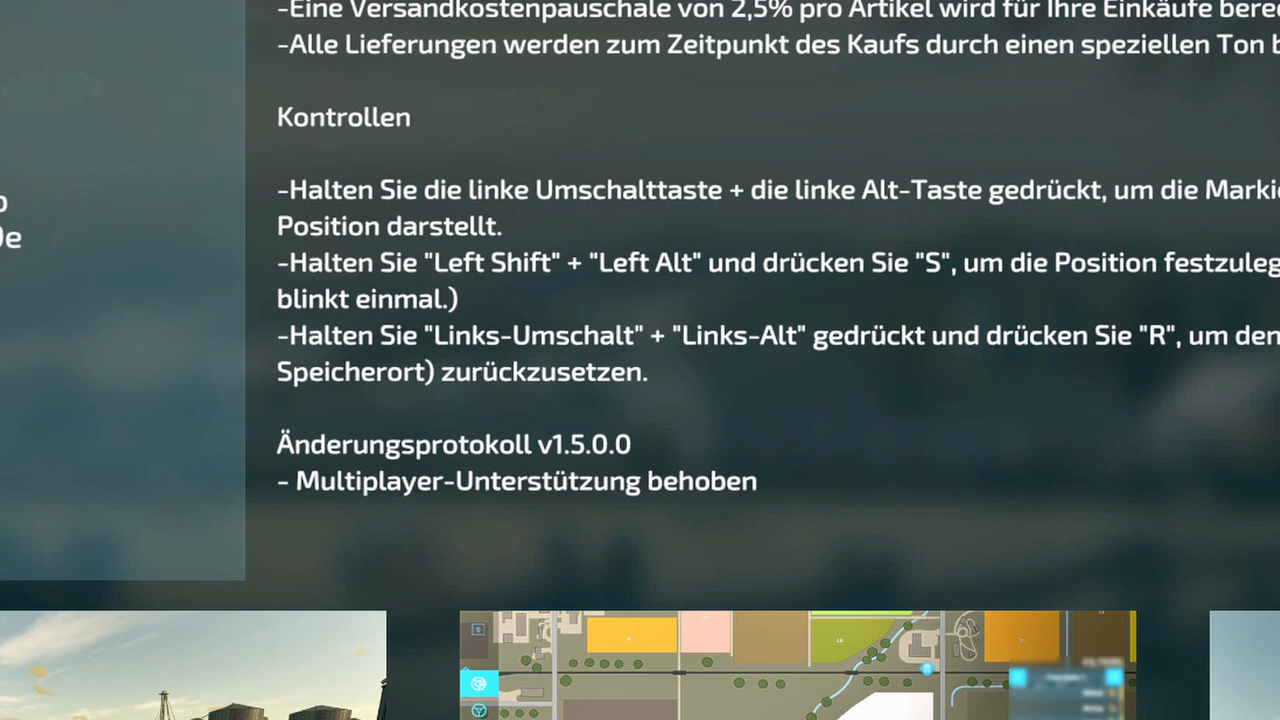 -Eine Versandkostenpauschale von 2,5% pro Artikel wird für Ihre Einkäufe
-Alle Lieferungen werden zum Zeitpunkt des Kaufs durch einen speziellen Ton
Kontrollen
-Halten Sie die linke Umschalttaste + die linke Alt-Taste gedrückt, um die
Position darstellt.
-Halten Sie "Left Shift" + "Left Alt" und drücken Sie "S", um die Position
blinkt einmal.)
-Halten Sie "Links-Umschalt" + "Links-Alt" gedrückt und drücken Sie "R", um den
Speicherort) zurückzusetzen.
Änderungsprotokoll v1.5.0.0
- Multiplayer-Unterstützung behoben